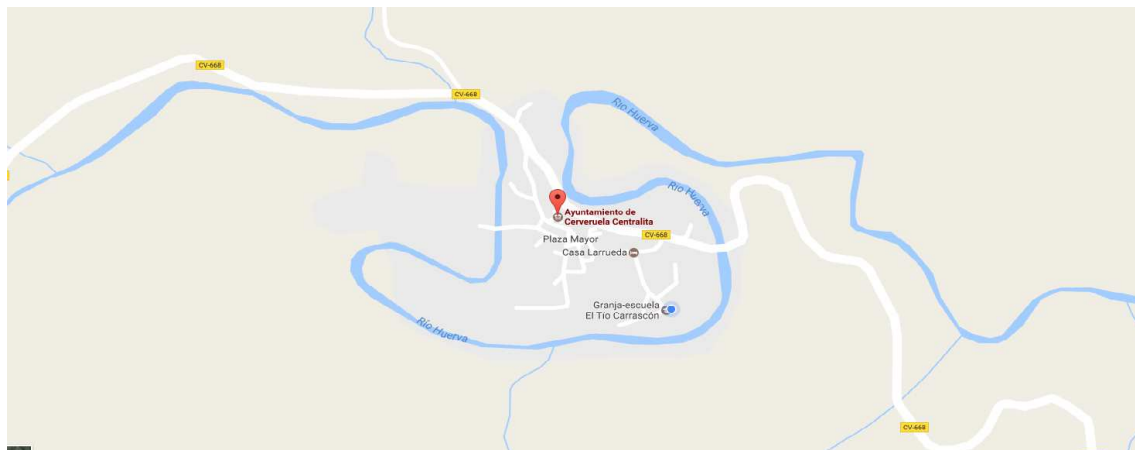 CV-668
CV-668
Río Huerva
Río Huerva
Ayuntamiento de
Cerveruela Centralita
CV-668
Plaza Mayor
Casa Larrueda
Granja-escuela
El Tío Carrascón
Río Huerva
CV-668